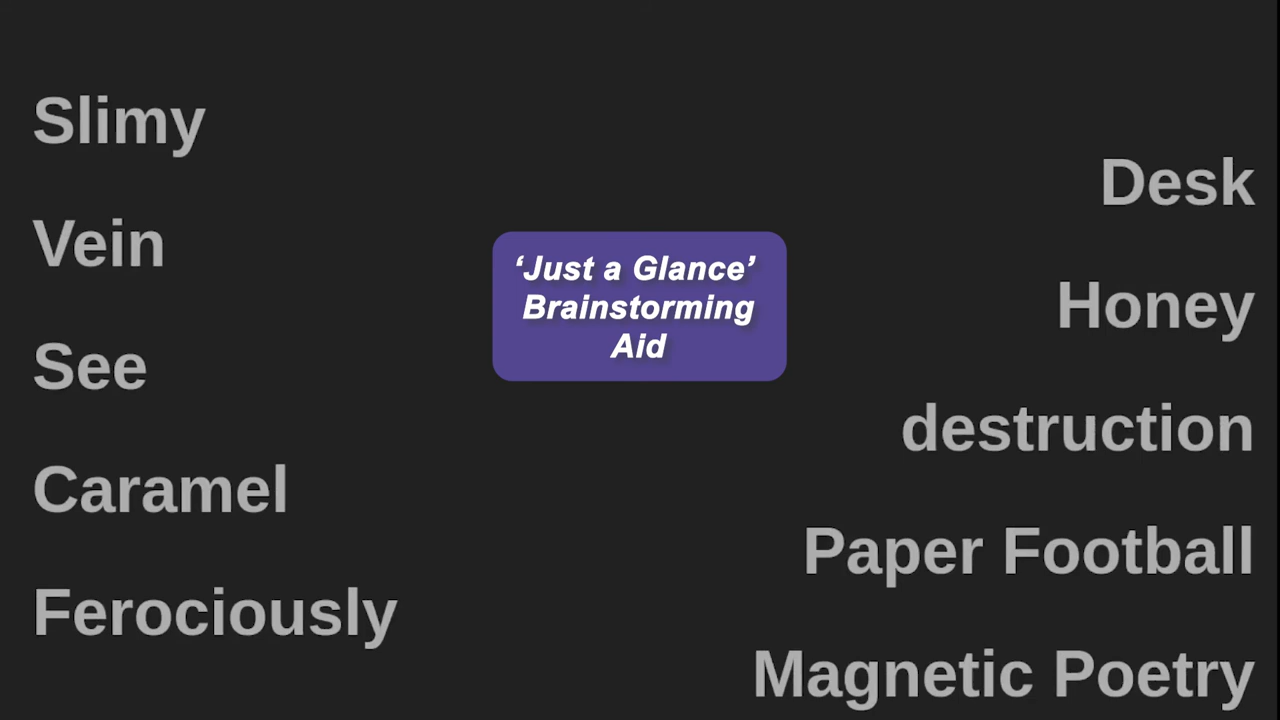 Slimy
Vein
See
Caramel
Ferociously
‘Just a Glance’
Brainstorming
Aid
Desk
Honey
destruction
Paper Football
Magnetic Poetry